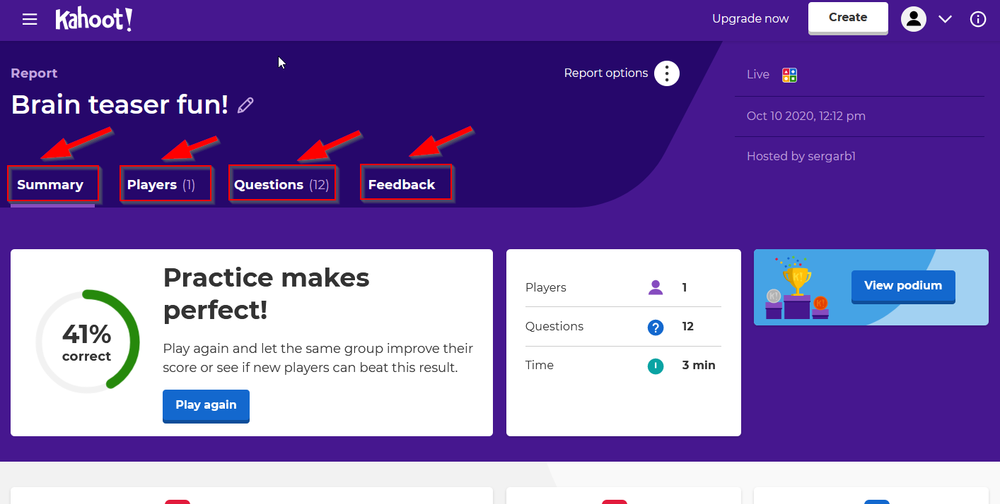 Kahoot!
Upgrade now
Create
Report
Report options
Live
Brain teaser fun!
Oct 10 2020, 12:12 pm
Hosted by sergarb1
Summary
Players (1)
Questions (12)
Feedback
41%
correct
Practice makes
perfect!
Play again and let the same group improve their
score or see if new players can beat this result.
Play again
Players 1
Questions 12
Time 3 min
View podium